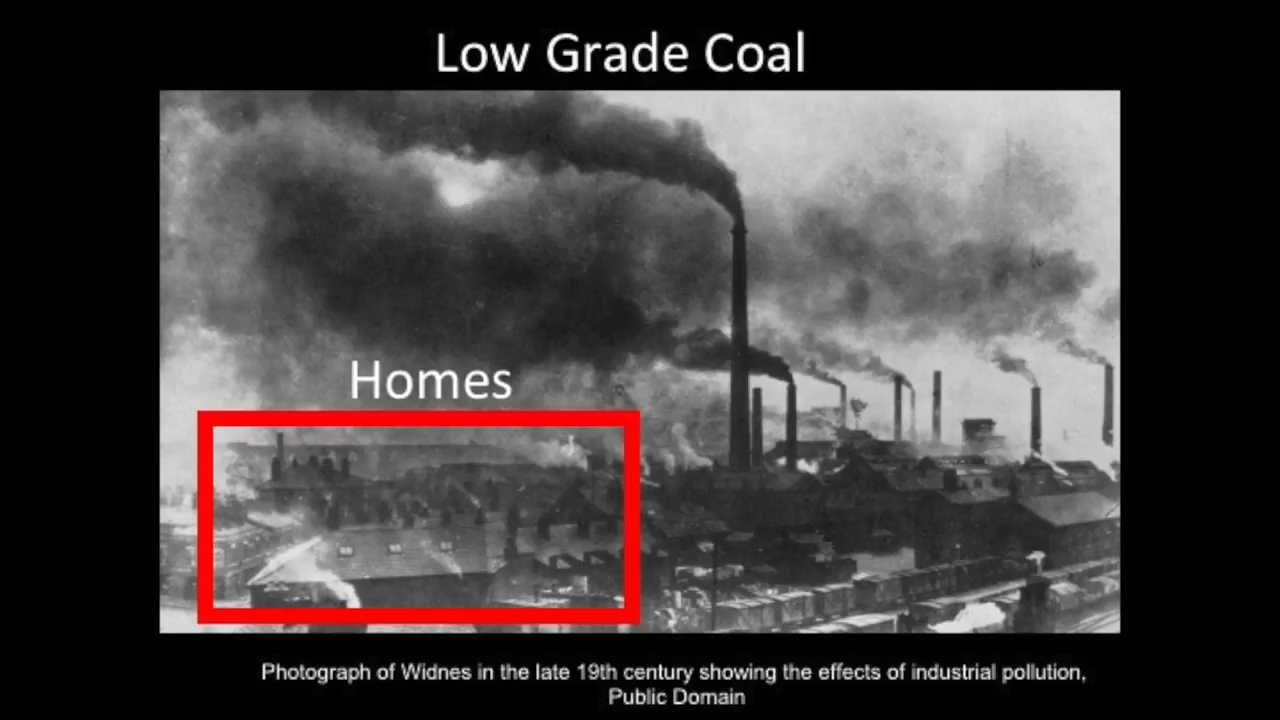 Low Grade Coal
Homes
Photograph of Widnes in the late 19th century showing the effects of industrial pollution,
Public Domain